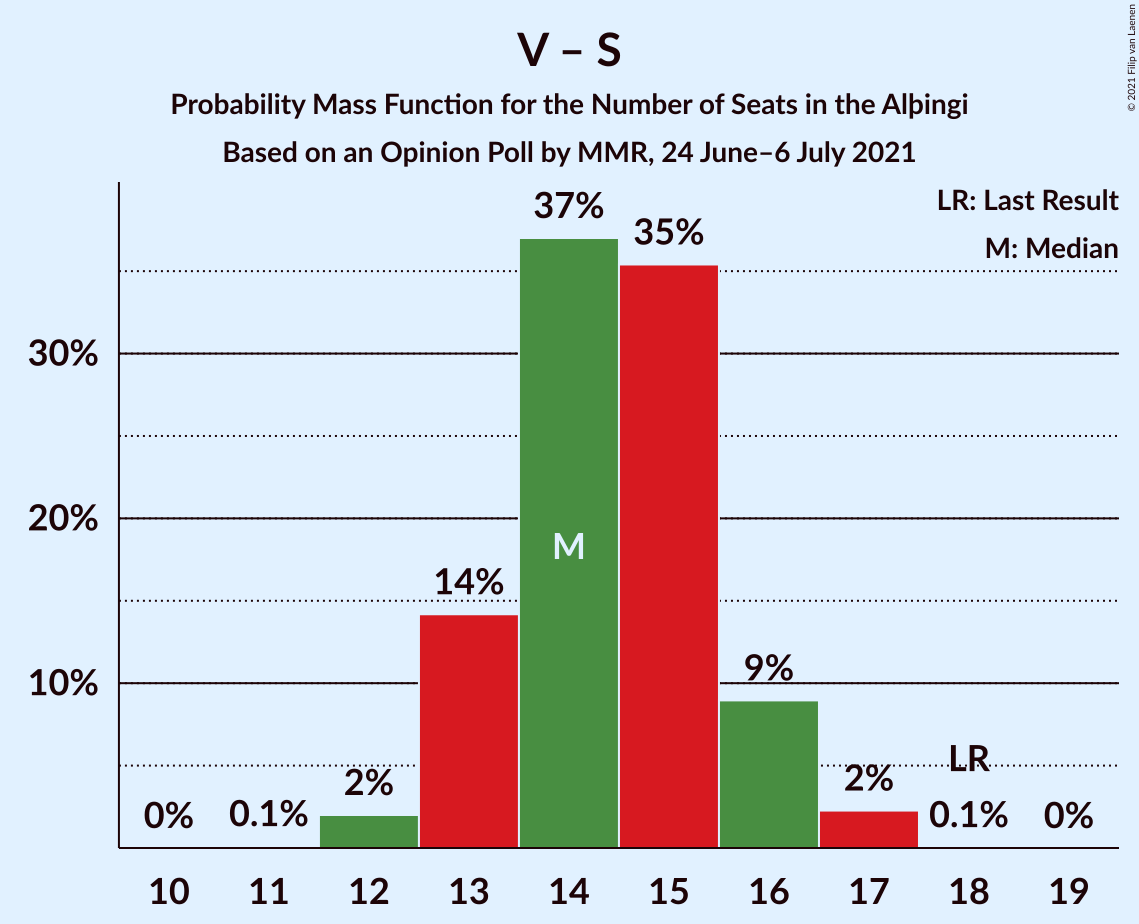 V – S
Probability Mass Function for the Number of Seats in the Alþingi
Based on an Opinion Poll by MMR, 24 June–6 July 2021
© 2021 Filip van Laenen
LR: Last Result
M: Median
37%
35%
30%
20%
M
14%
10%
9%
LR
2%
2%
0%
0.1%
0.1%
0%
10 11 12 13 14 15 16 17 18 19